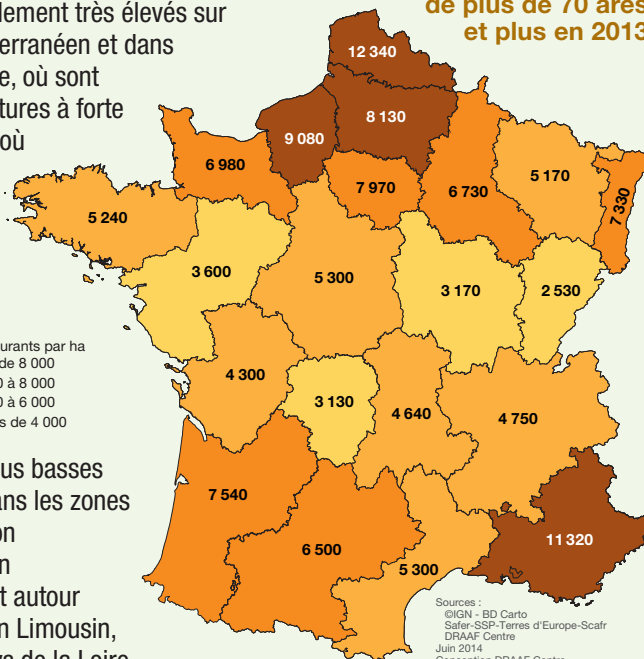 lement très élevés sur
erranéen et dans
e, où sont
tures à forte
où
de plus de 70 ares
et plus en 2013
12 340
9 080
8 130
6 980
7 970
6 730
5 170
7 330
5 240
3 600
5 300
3 170
2 530
urants par ha
de 8 000
0 à 8 000
0 à 6 000
s de 4 000
4 300
3 130
4 640
4 750
us basses
ans les zones
on
n
t autour
n Limousin,
7 540
6 500
5 300
11 320
Sources :
©IGN - BD Carto
Safer-SSP-Terres d'Europe-Scafr
DRAAF Centre
Juin 2014